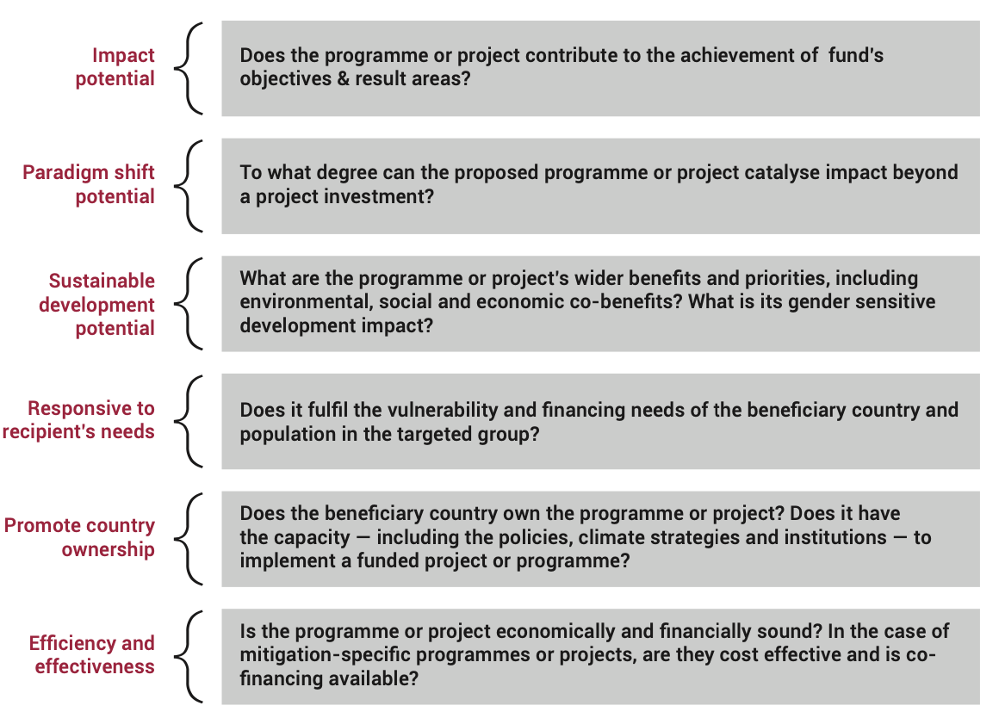 Impact
potential
Does the programme or project contribute to the achievement of  fund's
objectives & result areas?
Paradigm shift
potential
To what degree can the proposed programme or project catalyse impact beyond
a project investment?
Sustainable
development
potential
What are the programme or project's wider benefits and priorities, including
environmental, social and economic co-benefits? What is its gender sensitive
development impact?
Responsive to
recipient's needs
Does it fulfil the vulnerability and financing needs of the beneficiary country and
population in the targeted group?
Promote country
ownership
Does the beneficiary country own the programme or project? Does it have
the capacity — including the policies, climate strategies and institutions — to
implement a funded project or programme?
Efficiency and
effectiveness
Is the programme or project economically and financially sound? In the case of
mitigation-specific programmes or projects, are they cost effective and is co-
financing available?